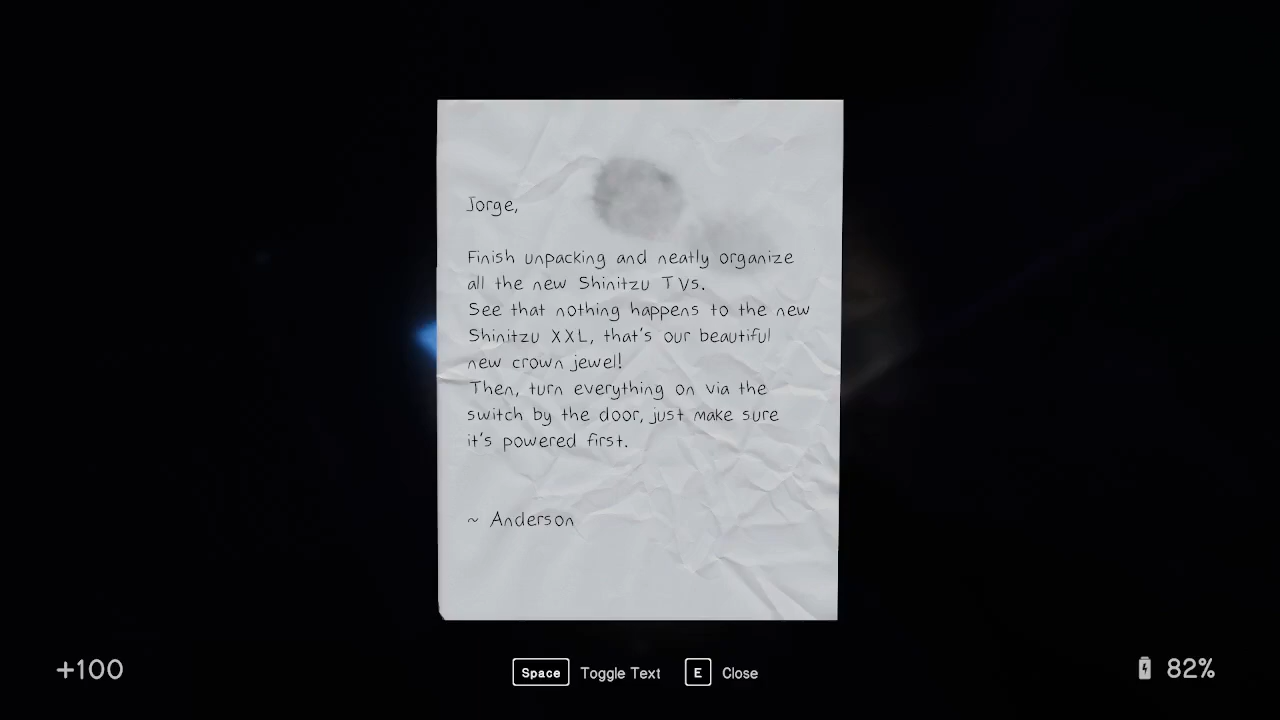 Jorge,
Finish unpacking and neatly organize
all the new Shinitzu TVs.
See that nothing happens to the new
Shinitzu XXL, that's our beautiful
new crown jewel!
Then, turn everything on via the
switch by the door, just make sure
it's powered first.
~ Anderson
+100
Space Toggle Text E Close
82%